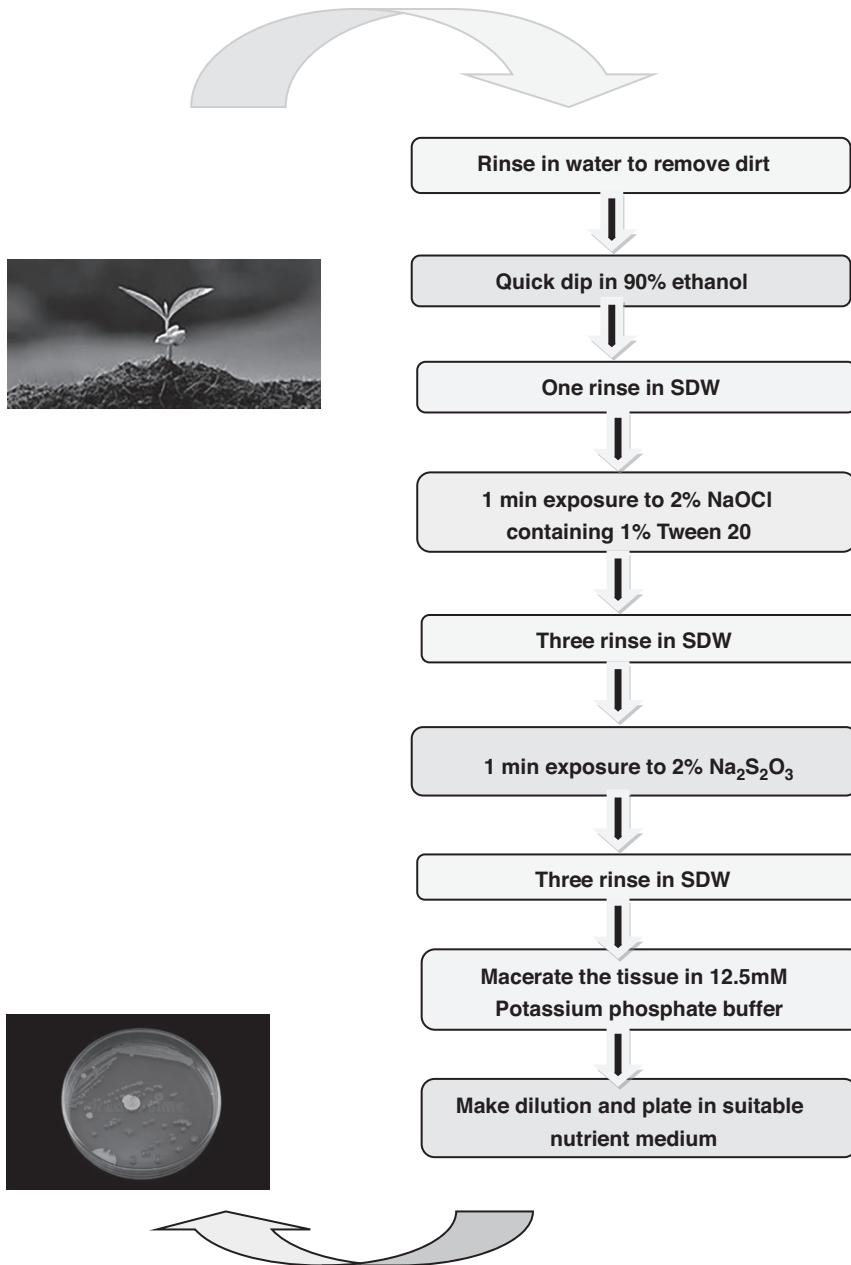 Rinse in water to remove dirt
Quick dip in 90% ethanol
One rinse in SDW
1 min exposure to 2% NaOCl
containing 1% Tween 20
Three rinse in SDW
1 min exposure to 2% Na₂S₂O₃
Three rinse in SDW
Macerate the tissue in 12.5mM
Potassium phosphate buffer
Make dilution and plate in suitable
nutrient medium